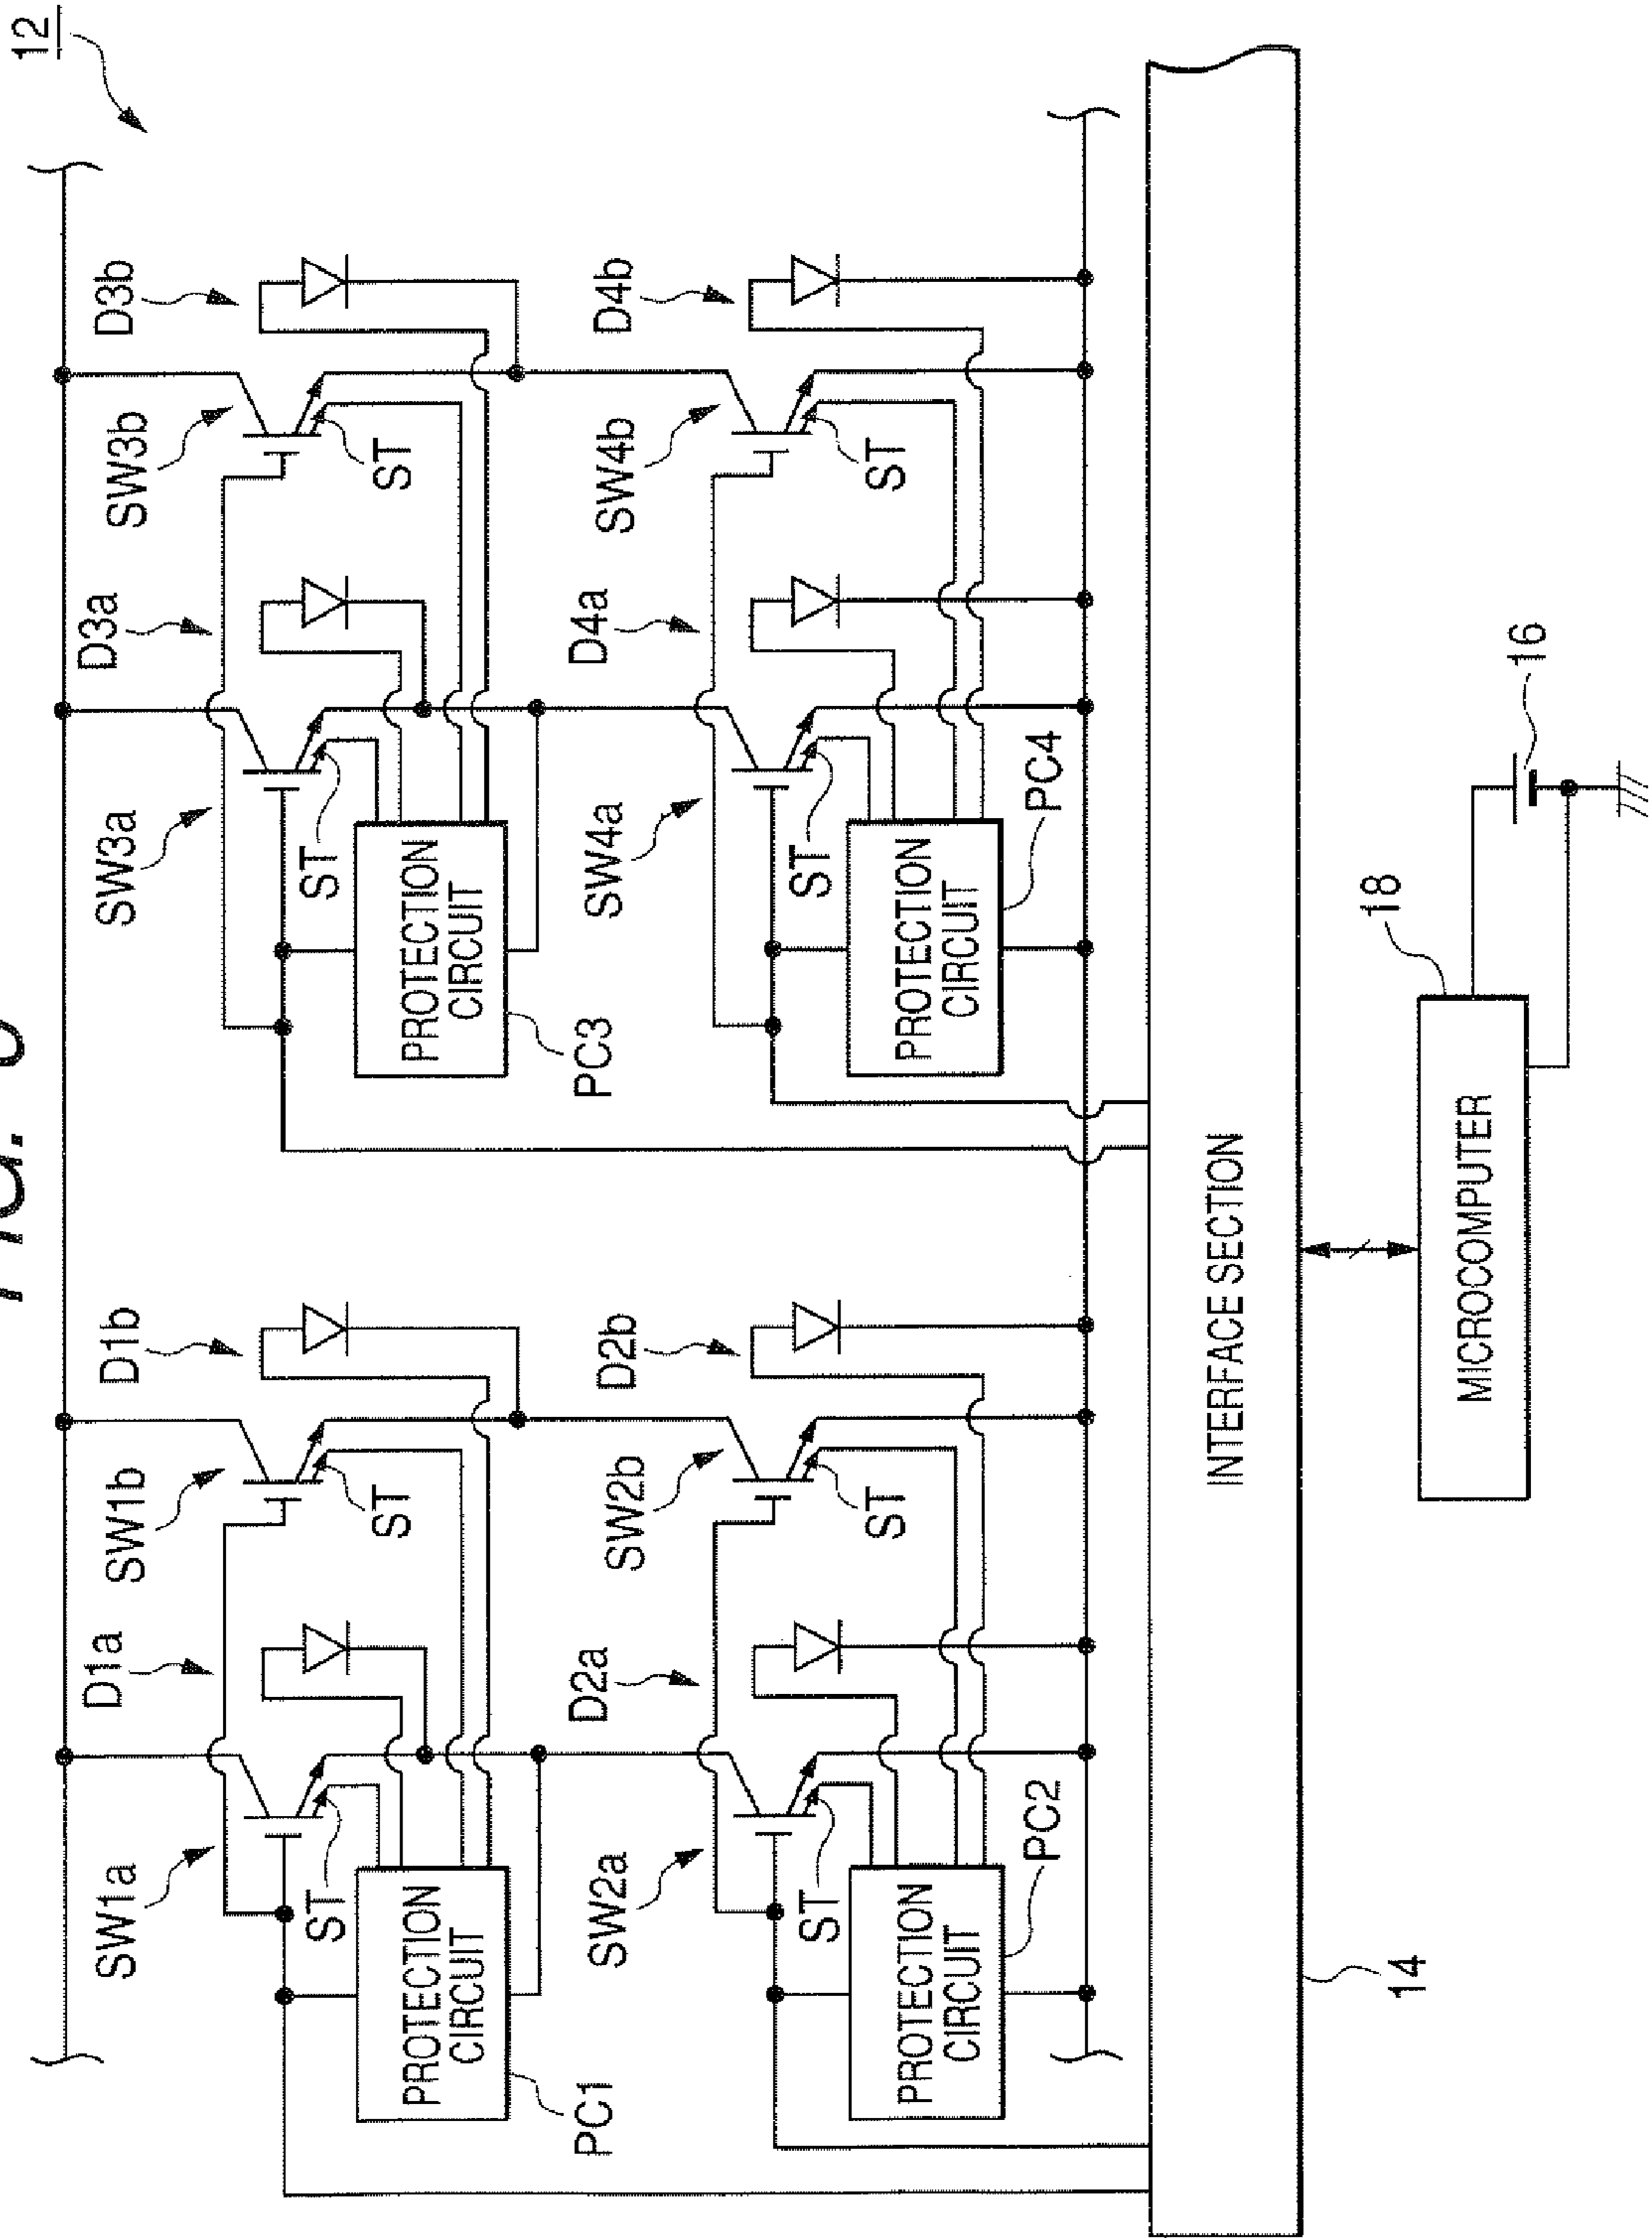 FIG.
12
SW1a
D1a
SW1b
D1b
SW3a
D3a
SW3b
D3b
ST
ST
ST
ST
PROTECTION
CIRCUIT
PC1
PROTECTION
CIRCUIT
PC3
SW2a
D2a
SW2b
D2b
SW4a
D4a
SW4b
D4b
ST
ST
ST
ST
PROTECTION
CIRCUIT
PC2
PROTECTION
CIRCUIT
PC4
INTERFACE SECTION
14
18
MICROCOMPUTER
16